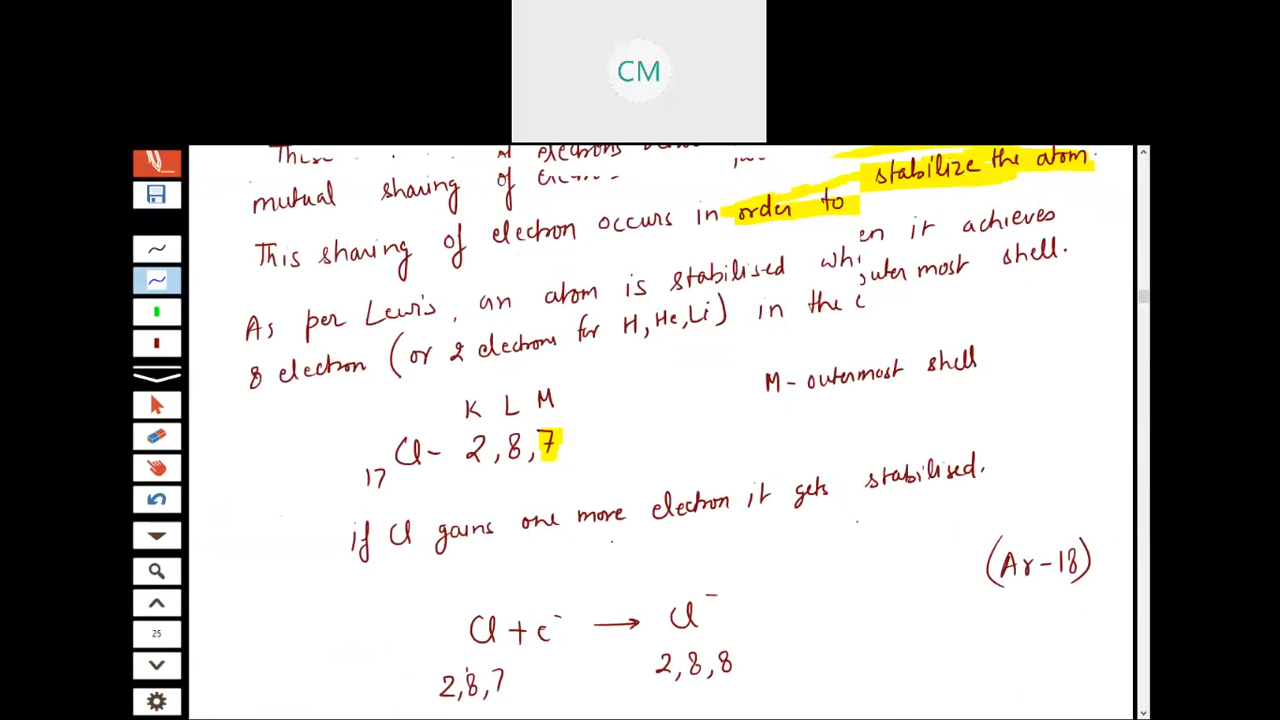 CM
of electrons
mutual sharing of
This sharing of electron occurs in order to stabilize the atom.
As per Lewis, an atom is stabilised it achieves
8 electron (or 2 electrons for H, He, Li) in the outer most shell.
K L M
M - outermost shell
17 Cl - 2, 8, 7
if Cl gains one more electron it gets stabilised.
(Ar - 18)
Cl + e⁻ → Cl⁻
2,8,7 2,8,8
25